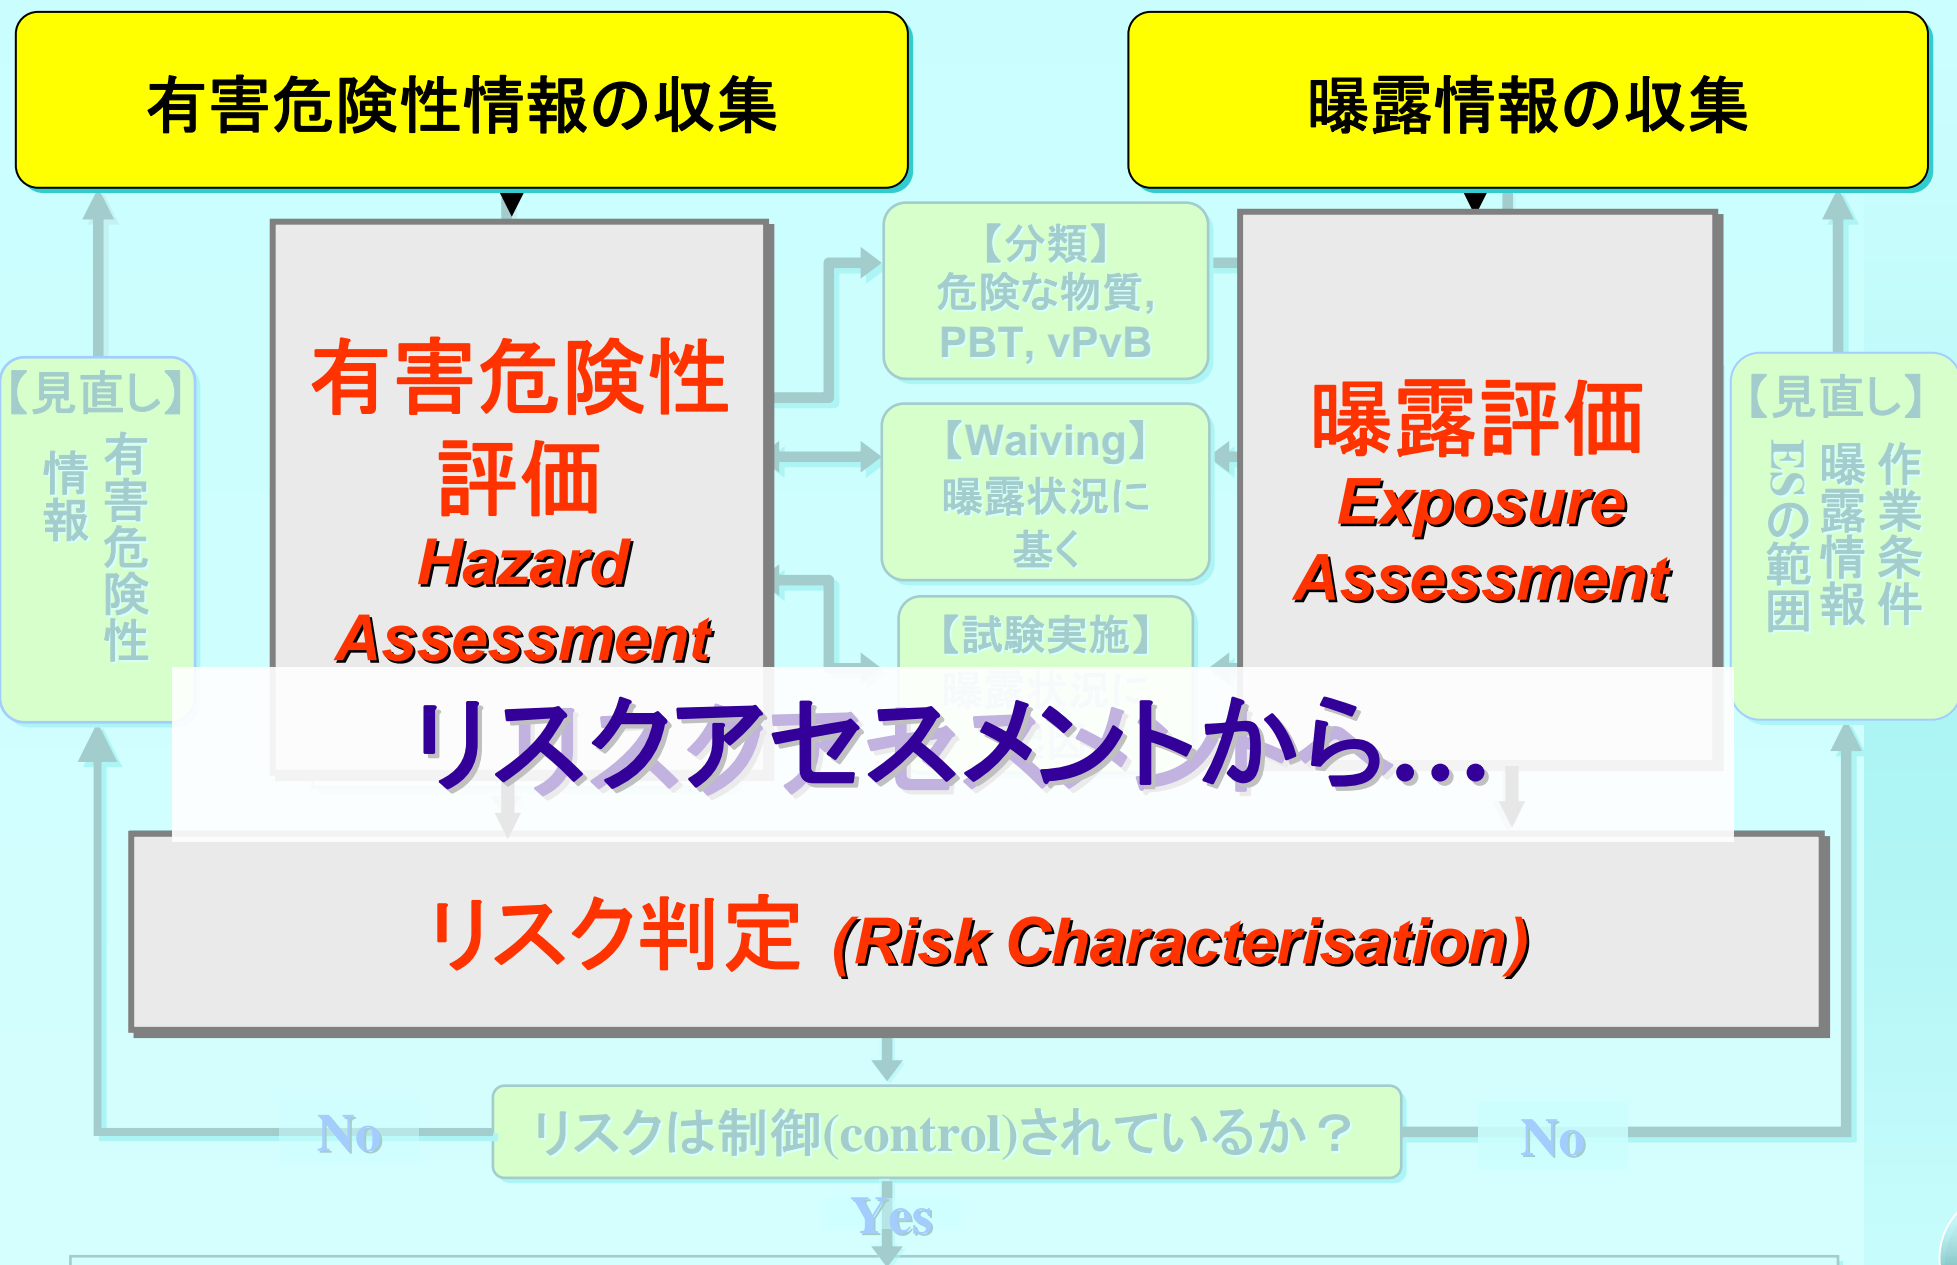 有害危険性情報の収集
曝露情報の収集
有害危険性
評価
Hazard
Assessment
【分類】
危険な物質,
PBT, vPvB
【Waiving】
曝露状況に
基く
【試験実施】
曝露状況に
曝露評価
Exposure
Assessment
【見直し】
有害危険性
情報
【見直し】
作業条件
曝露情報
ESの範囲
リスクアセスメントから…
リスク判定 (Risk Characterisation)
リスクは制御(control)されているか？
No
No
Yes